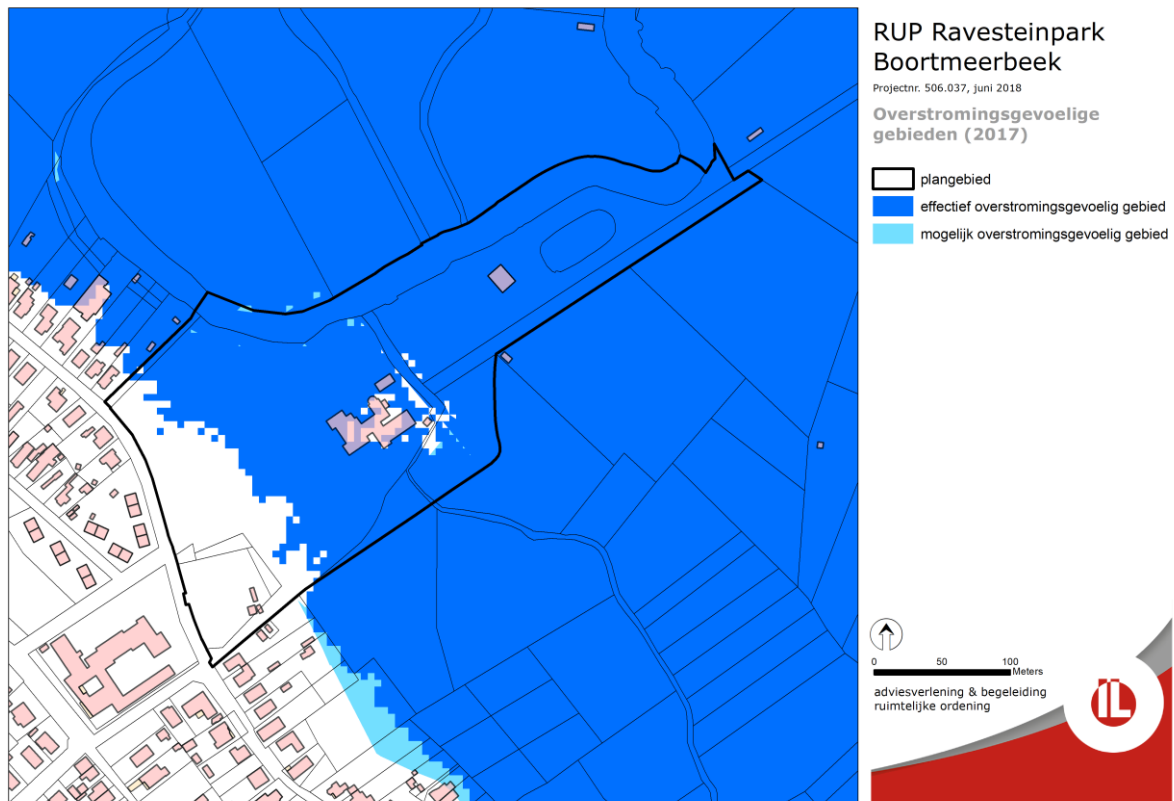 RUP Ravesteinpark
Boortmeerbeek
Projectnr. 506.037, juni 2018
Overstromingsgevoelige
gebieden (2017)
plangebied
effectief overstromingsgevoelig gebied
mogelijk overstromingsgevoelig gebied
0 50 100
Meters
adviesverlening & begeleiding
ruimtelijke ordening
IL